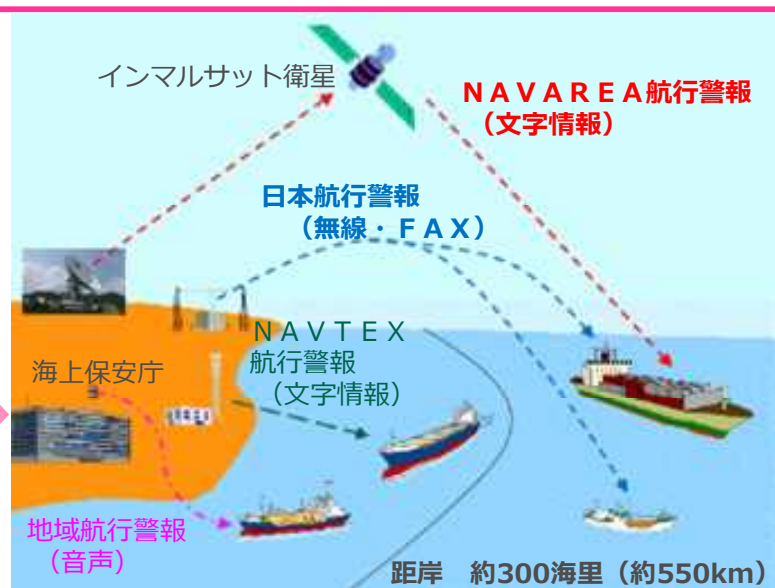 インマルサット衛星
ＮＡＶＡＲＥＡ航行警報
（文字情報）
日本航行警報
（無線・ＦＡＸ）
ＮＡＶＴＥＸ
航行警報
（文字情報）
海上保安庁
地域航行警報
（音声）
距岸　約300海里（約550km）